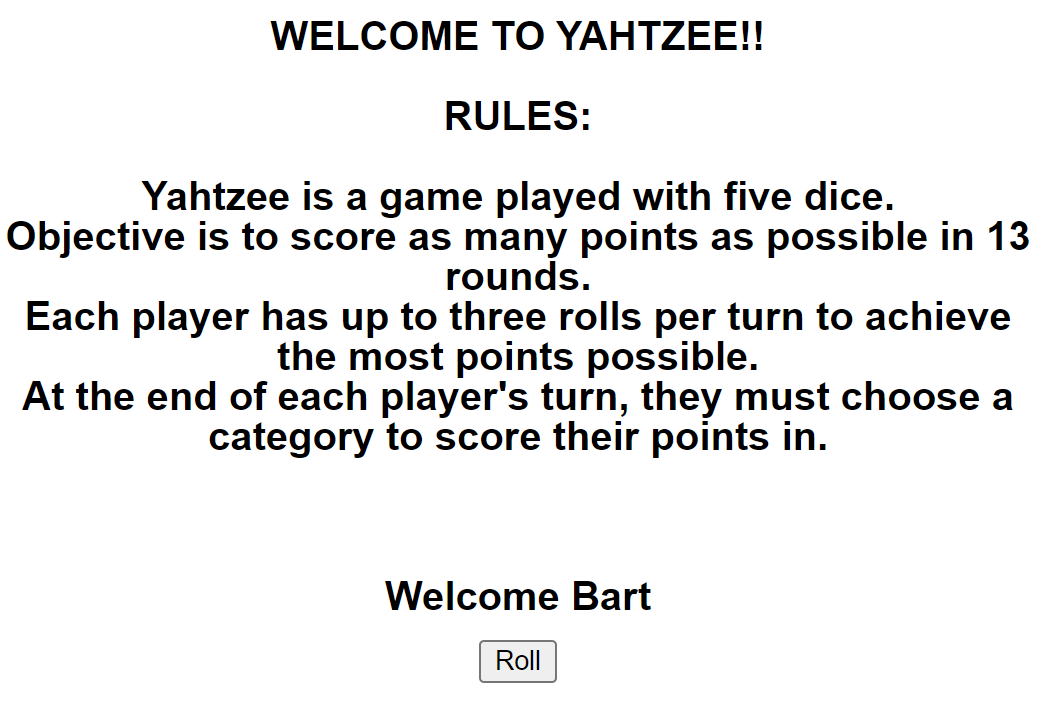 WELCOME TO YAHTZEE!!
RULES:
Yahtzee is a game played with five dice.
Objective is to score as many points as possible in 13
rounds.
Each player has up to three rolls per turn to achieve
the most points possible.
At the end of each player's turn, they must choose a
category to score their points in.
Welcome Bart
Roll